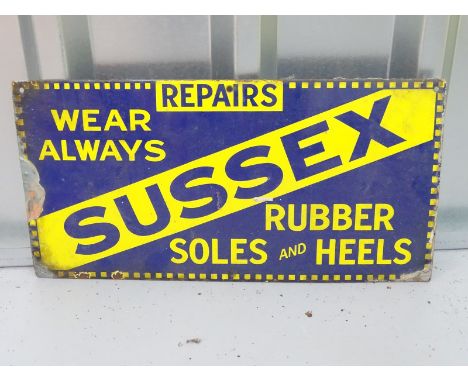 REPAIRS
WEAR
ALWAYS
SUSSEX
RUBBER
SOLES AND HEELS